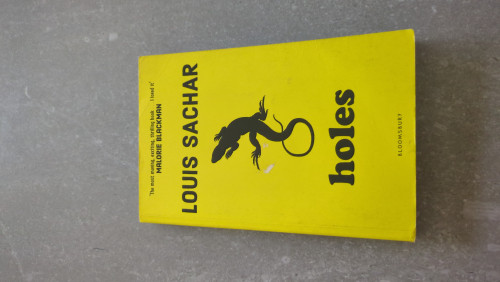 'The most moving, exciting, thrilling book ... I loved it'
MALORIE BLACKMAN
LOUIS SACHAR
holes
BLOOMSBURY